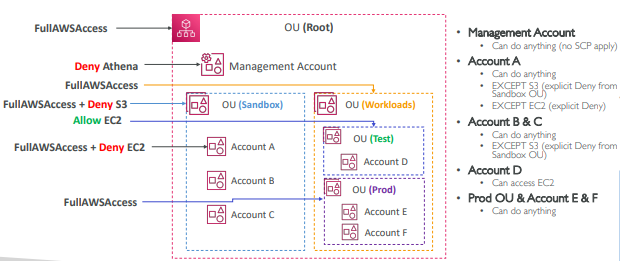 FullAWSAccess
OU (Root)
Deny Athena
Management Account
FullAWSAccess
FullAWSAccess + Deny S3
OU (Sandbox)
OU (Workloads)
Allow EC2
OU (Test)
FullAWSAccess + Deny EC2
Account A
Account D
Account B
OU (Prod)
FullAWSAccess
Account C
Account E
Account F
• Management Account
• Can do anything (no SCP apply)
• Account A
• Can do anything
• EXCEPT S3 (explicit Deny from
Sandbox OU)
• EXCEPT EC2 (explicit Deny)
• Account B & C
• Can do anything
• EXCEPT S3 (explicit Deny from
Sandbox OU)
• Account D
• Can access EC2
• Prod OU & Account E & F
• Can do anything